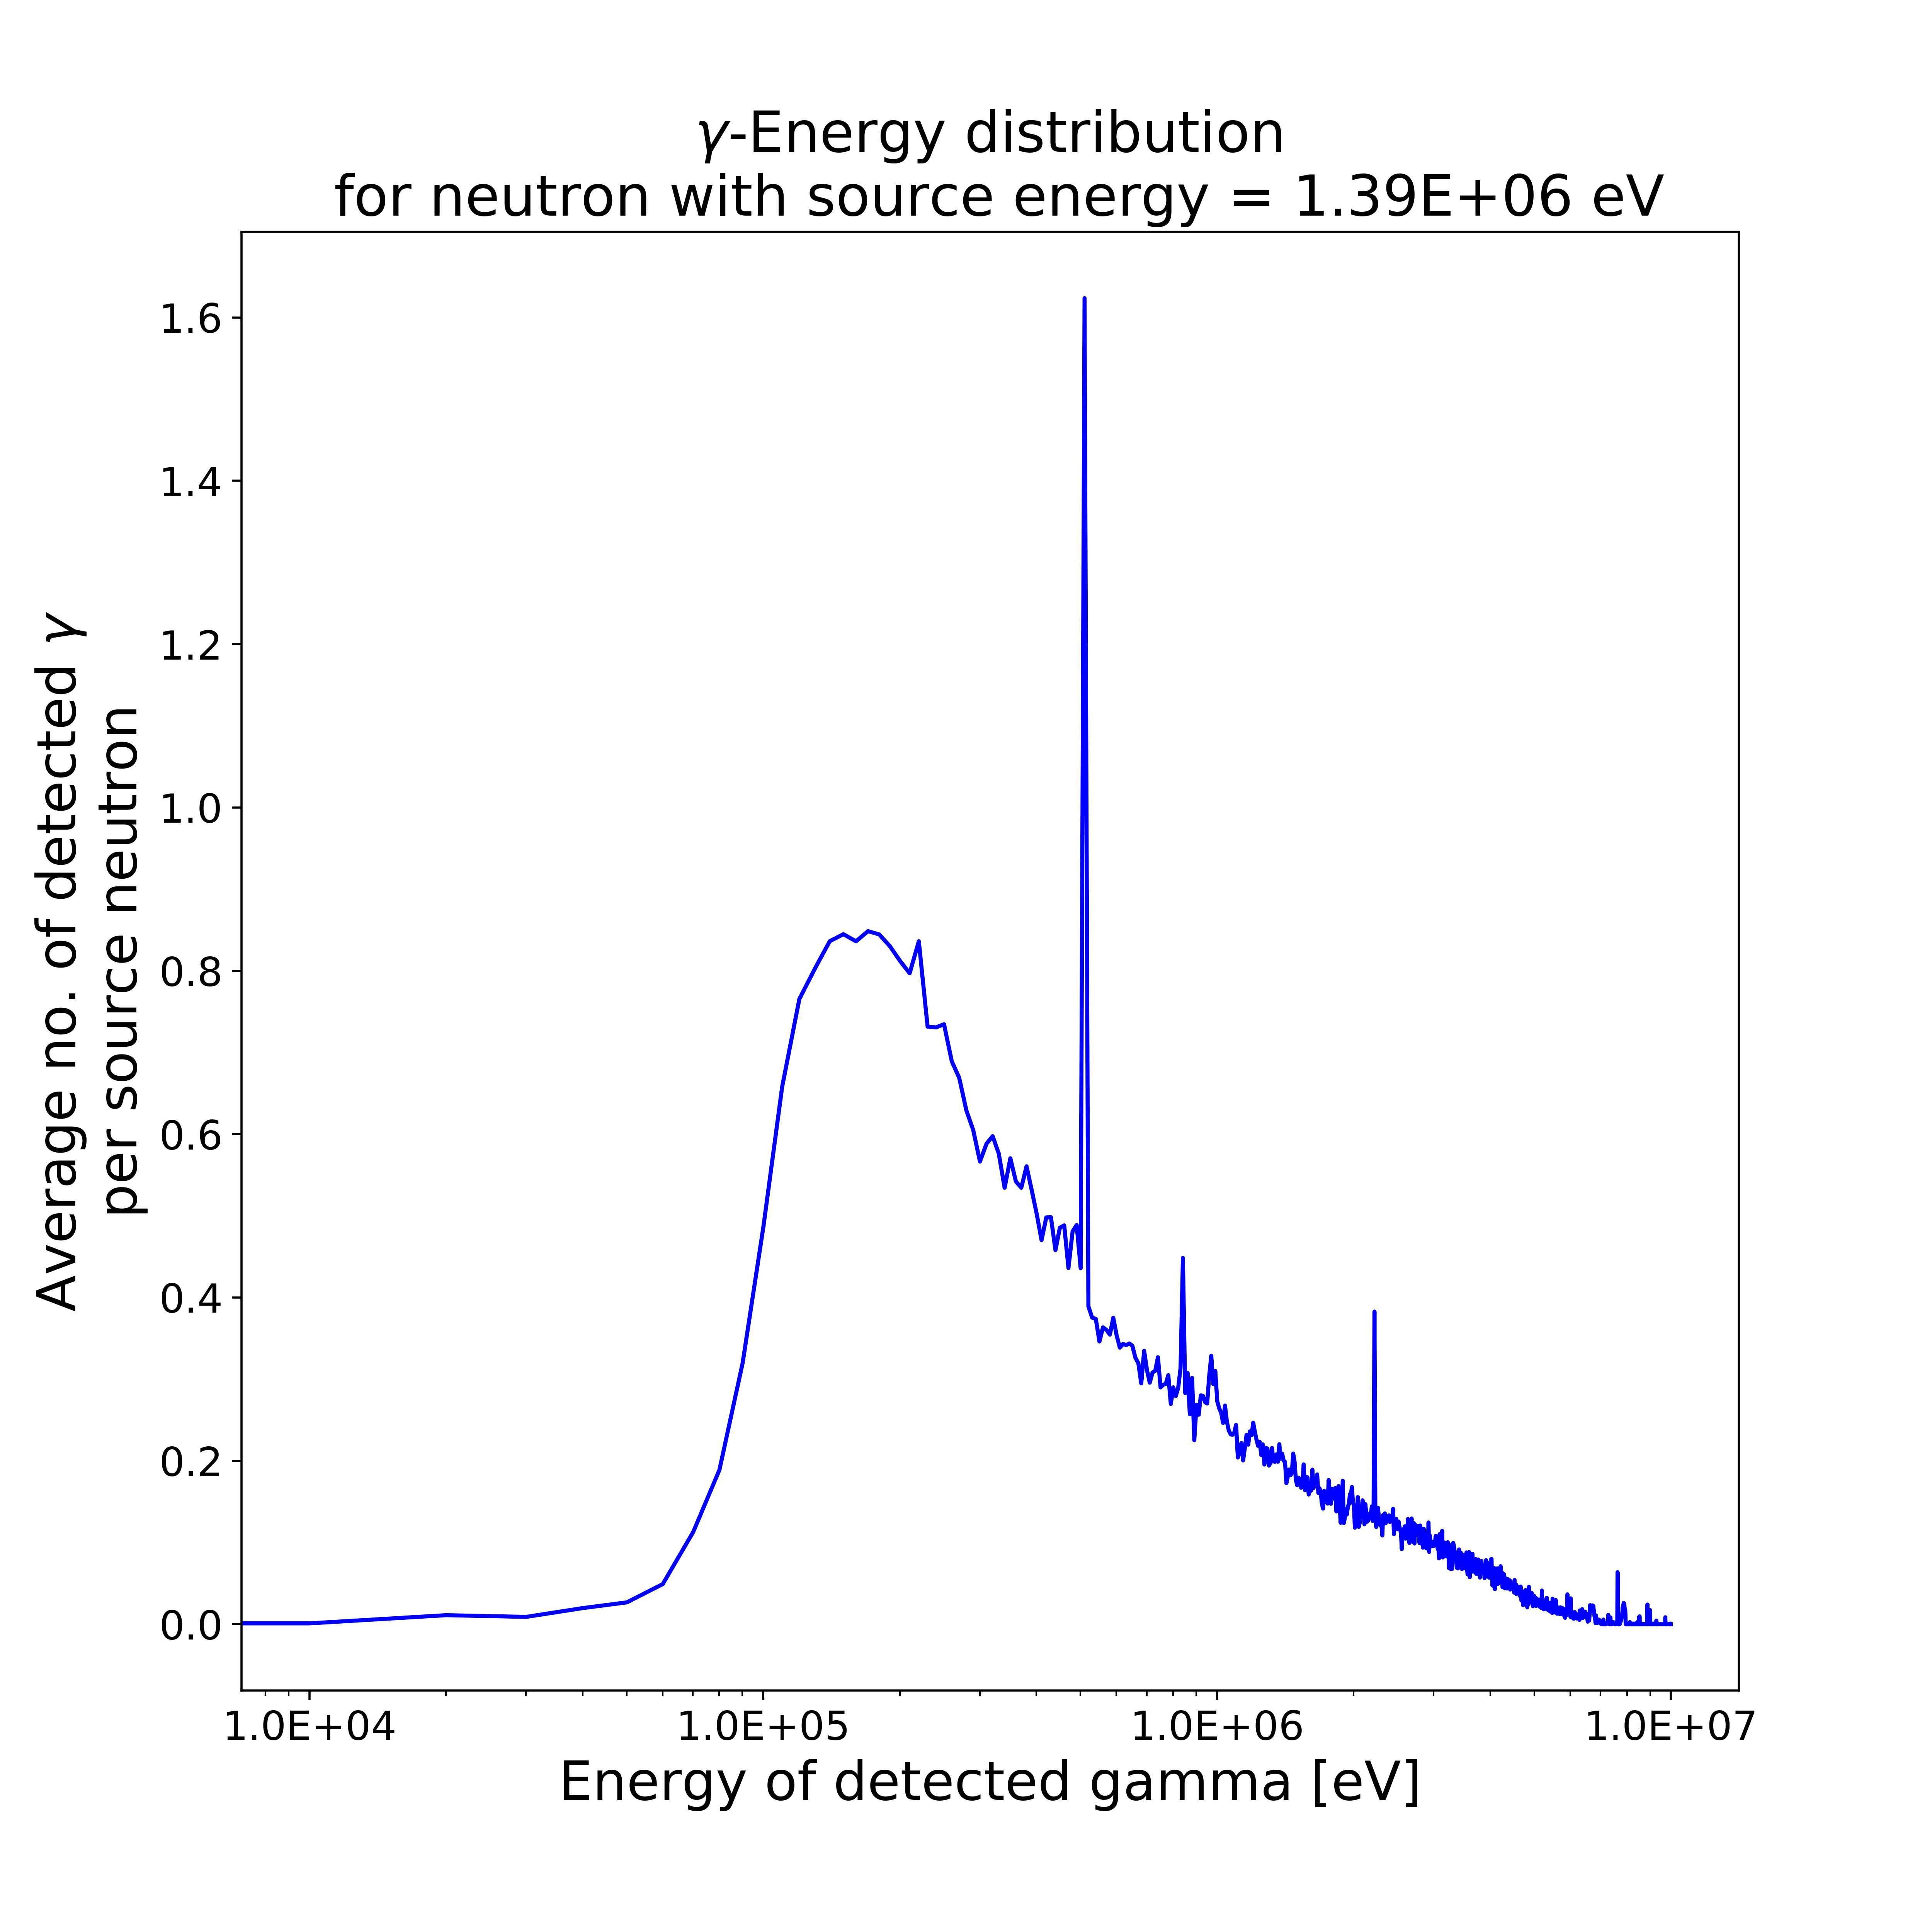 γ-Energy distribution
for neutron with source energy = 1.39E+06 eV
Average no. of detected γ
per source neutron
1.6
1.4
1.2
1.0
0.8
0.6
0.4
0.2
0.0
1.0E+04 1.0E+05 1.0E+06 1.0E+07
Energy of detected gamma [eV]